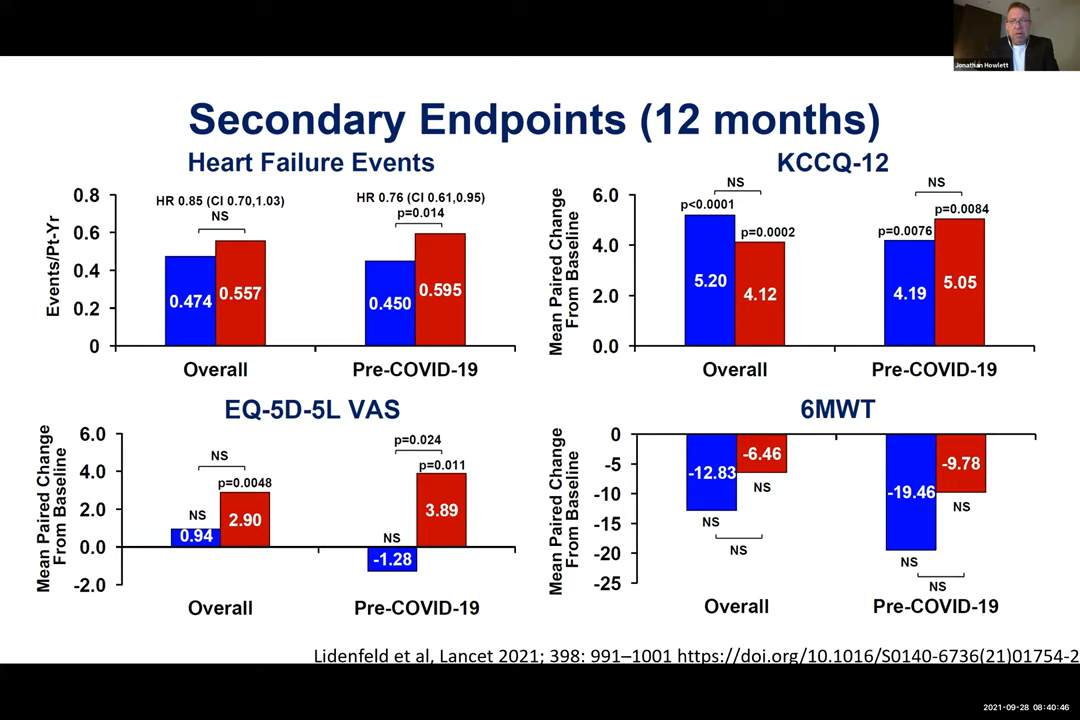 Jonathan Howlett
Secondary Endpoints (12 months)
Heart Failure Events
HR 0.85 (CI 0.70,1.03)
NS
HR 0.76 (CI 0.61,0.95)
p=0.014
Events/Pt-Yr
0.8
0.6
0.4
0.2
0
0.474
0.557
0.450
0.595
Overall
Pre-COVID-19
KCCQ-12
Mean Paired Change
From Baseline
6.0
4.0
2.0
0.0
NS
p<0.0001
p=0.0002
NS
p=0.0076
p=0.0084
5.20
4.12
4.19
5.05
Overall
Pre-COVID-19
EQ-5D-5L VAS
Mean Paired Change
From Baseline
6.0
4.0
2.0
0.0
-2.0
NS
p=0.0048
NS
0.94
2.90
p=0.024
p=0.011
NS
-1.28
3.89
Overall
Pre-COVID-19
6MWT
Mean Paired Change
From Baseline
0
-5
-10
-15
-20
-25
-12.83
-6.46
NS
NS
NS
-19.46
-9.78
NS
NS
NS
Overall
Pre-COVID-19
Lidenfeld et al, Lancet 2021; 398: 991–1001 https://doi.org/10.1016/S0140-6736(21)01754-2
2021-09-28 08:40:46